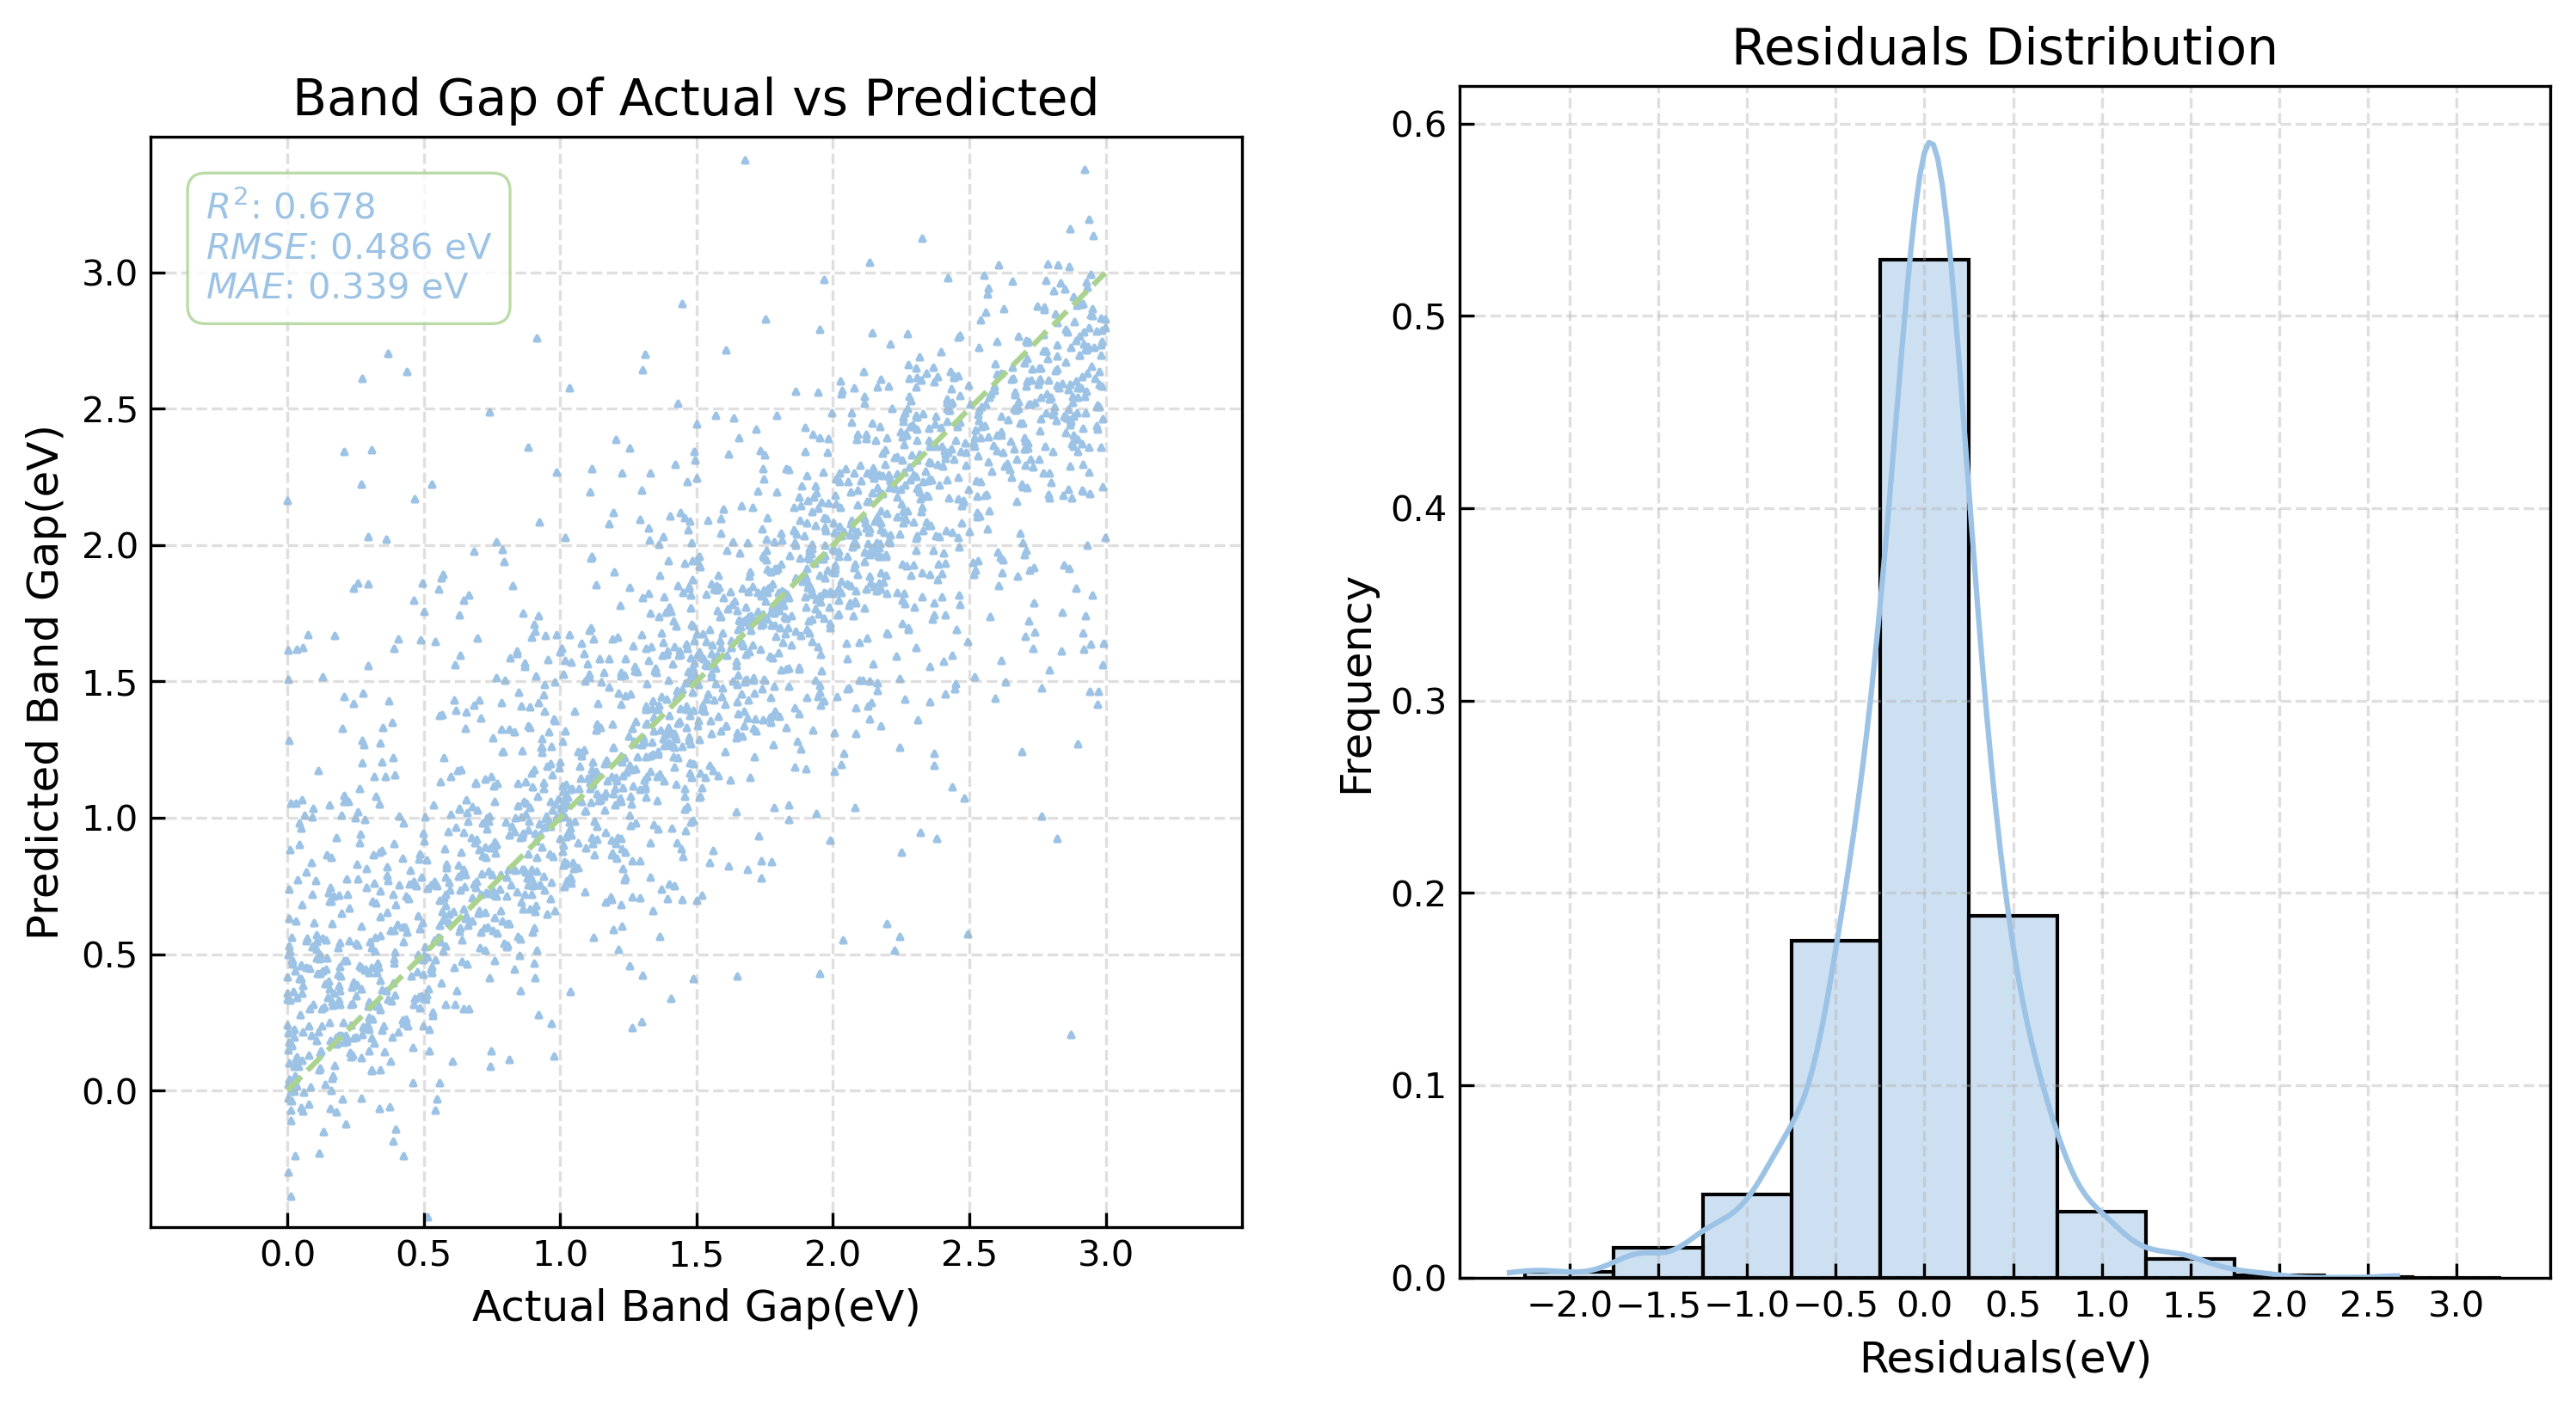 Band Gap of Actual vs Predicted
R²: 0.678
RMSE: 0.486 eV
MAE: 0.339 eV
Predicted Band Gap(eV)
3.0
2.5
2.0
1.5
1.0
0.5
0.0
0.0 0.5 1.0 1.5 2.0 2.5 3.0
Actual Band Gap(eV)
Residuals Distribution
Frequency
0.6
0.5
0.4
0.3
0.2
0.1
0.0
−2.0 −1.5 −1.0 −0.5 0.0 0.5 1.0 1.5 2.0 2.5 3.0
Residuals(eV)